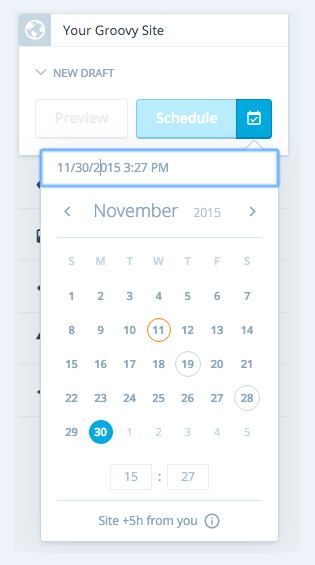 Your Groovy Site
NEW DRAFT
Preview Schedule
11/30/2015 3:27 PM
November 2015
S M T W T F S
1 2 3 4 5 6 7
8 9 10 11 12 13 14
15 16 17 18 19 20 21
22 23 24 25 26 27 28
29 30 1 2 3 4 5
15 : 27
Site +5h from you